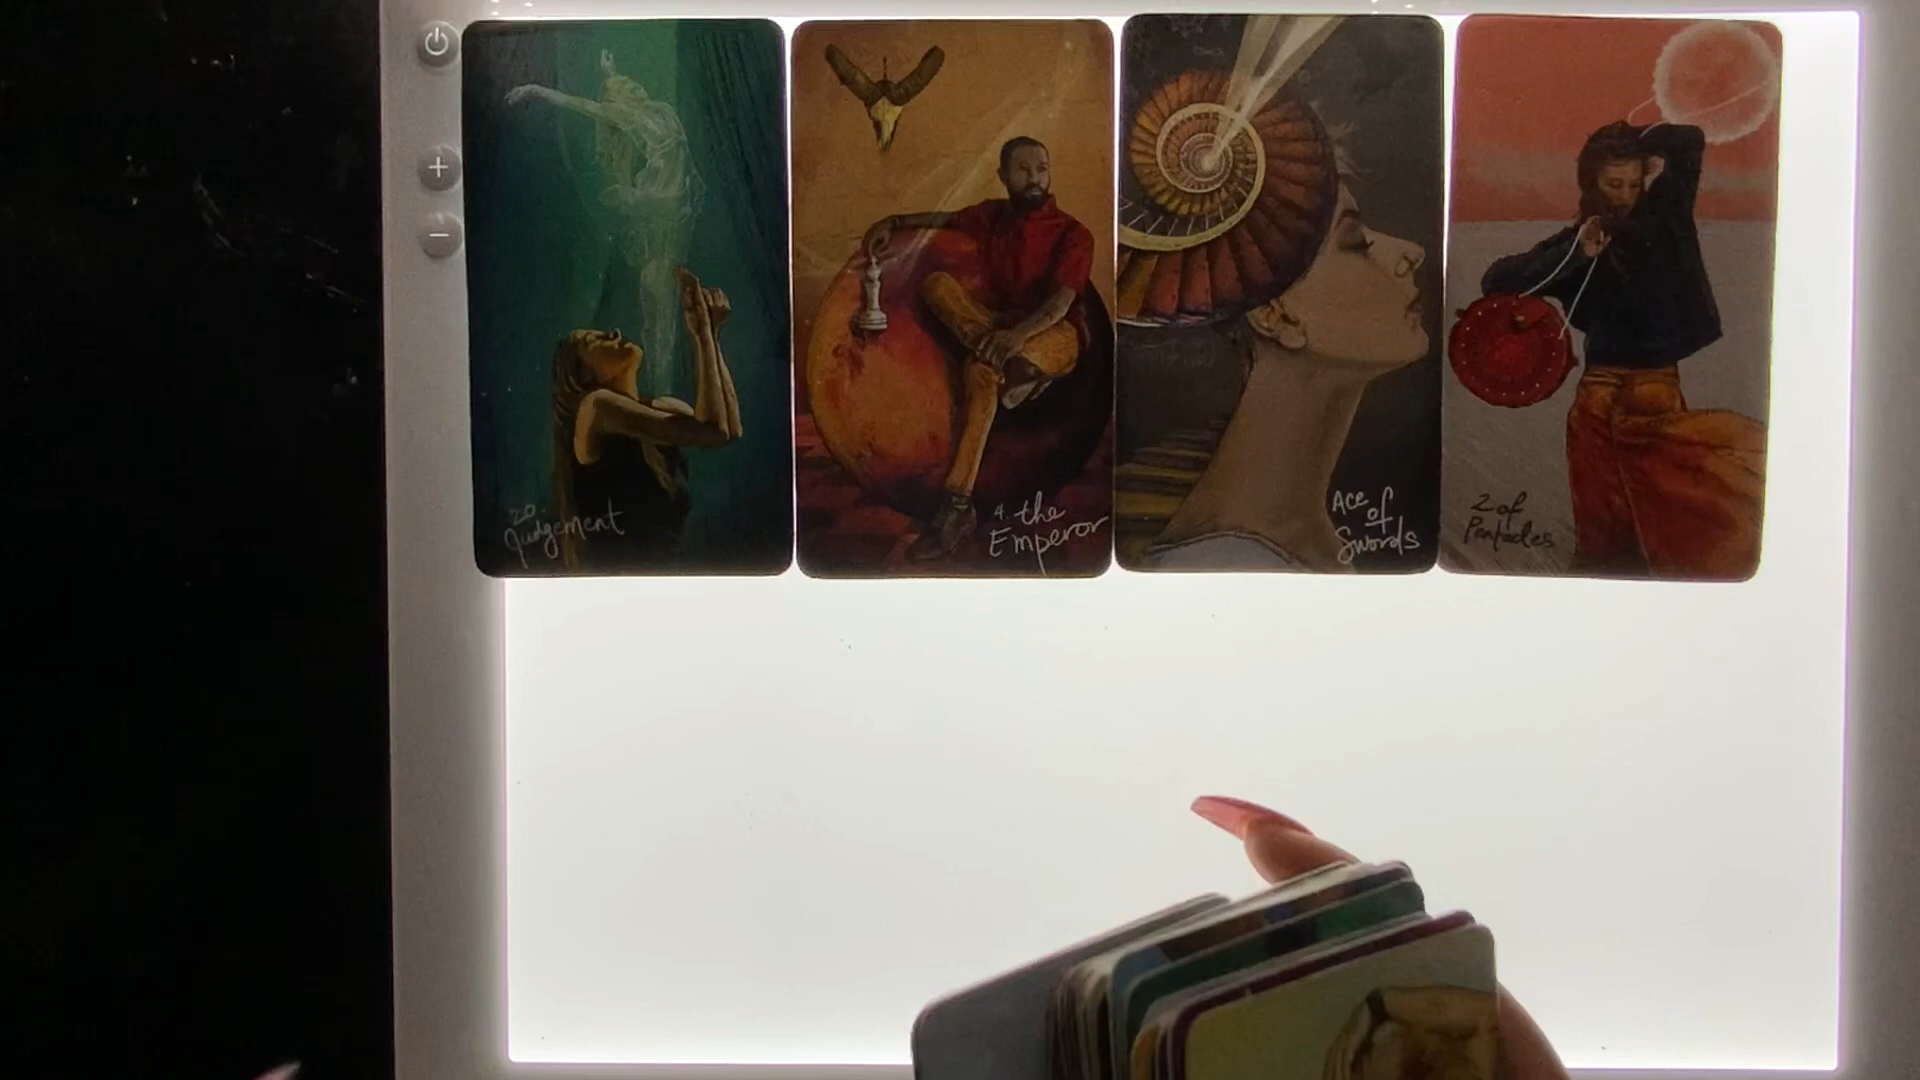 20
Judgement
4. the
Emperor
Ace
of
Swords
2 of
Pentacles